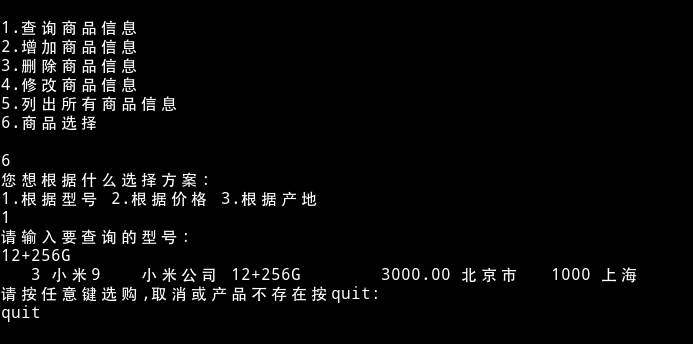 1.查询商品信息
2.增加商品信息
3.删除商品信息
4.修改商品信息
5.列出所有商品信息
6.商品选择
6
您想根据什么选择方案:
1.根据型号 2.根据价格 3.根据产地
1
请输入要查询的型号:
12+256G
3 小米9 小米公司 12+256G 3000.00 北京市 1000 上海
请按任意键选购,取消或产品不存在按quit:
quit